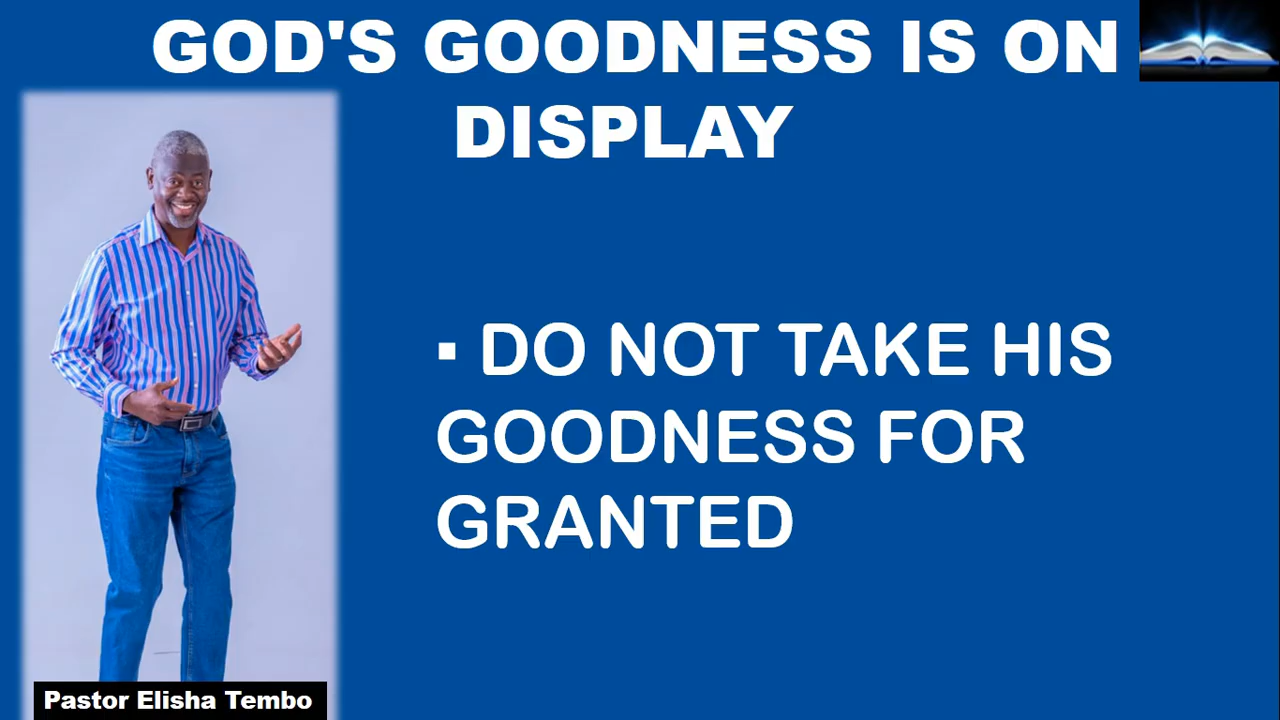 GOD'S GOODNESS IS ON
DISPLAY
▪ DO NOT TAKE HIS
GOODNESS FOR
GRANTED
Pastor Elisha Tembo